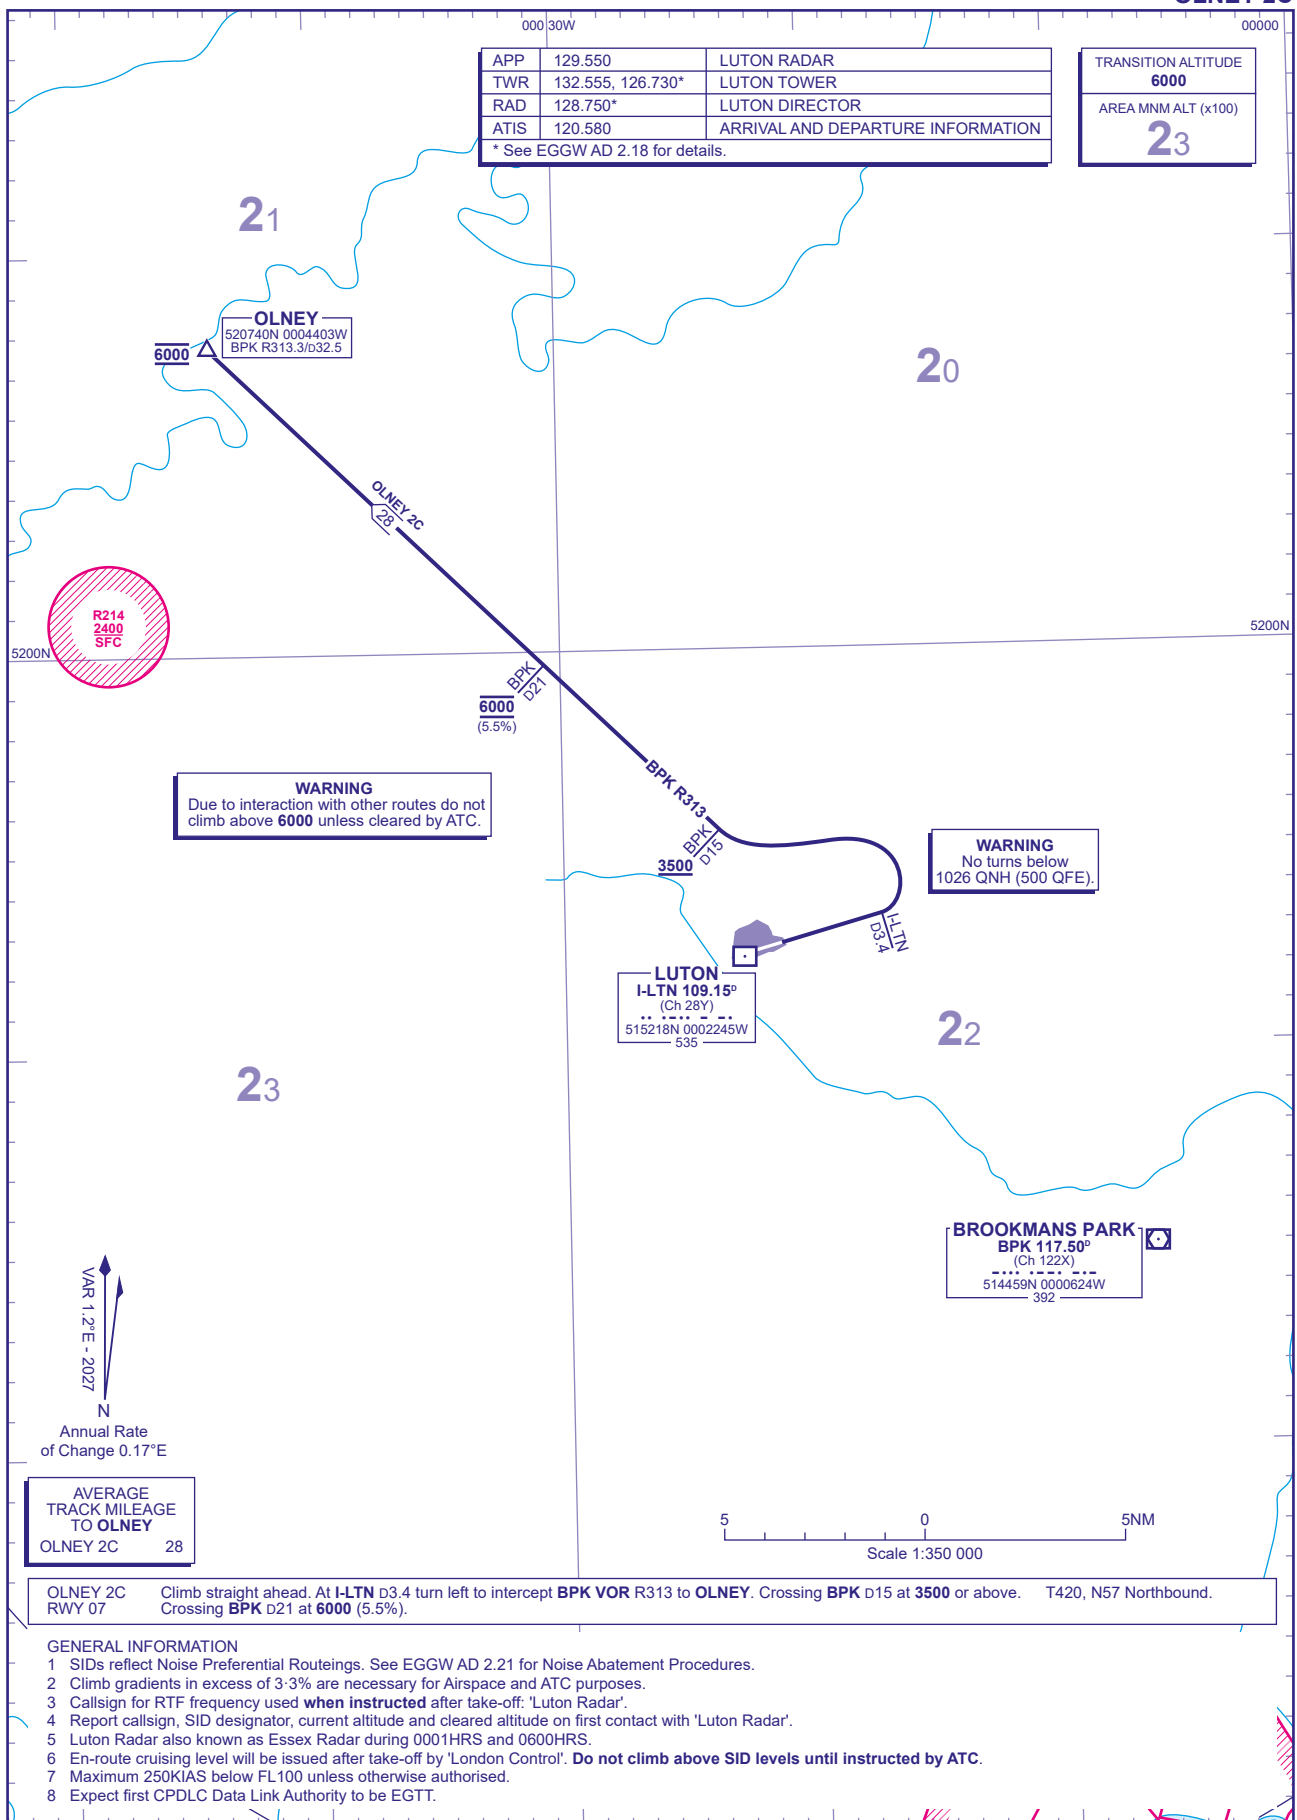 000 30W
00000
APP 129.550 LUTON RADAR
TWR 132.555, 126.730* LUTON TOWER
RAD 128.750* LUTON DIRECTOR
ATIS 120.580 ARRIVAL AND DEPARTURE INFORMATION
* See EGGW AD 2.18 for details.
TRANSITION ALTITUDE
6000
AREA MNM ALT (x100)
23
21
OLNEY
520740N 0004403W
BPK R313.3/D32.5
6000
20
OLNEY 2C
28
R214
2400
SFC
5200N
5200N
BPK
D21
6000
(5.5%)
BPK R313
WARNING
Due to interaction with other routes do not
climb above 6000 unless cleared by ATC.
BPK
D15
3500
WARNING
No turns below
1026 QNH (500 QFE).
I-LTN
D3.4
LUTON
I-LTN 109.15D
(Ch 28Y)
515218N 0002245W
535
22
23
BROOKMANS PARK
BPK 117.50D
(Ch 122X)
514459N 0000624W
392
VAR 1.2°E - 2027
N
Annual Rate
of Change 0.17°E
AVERAGE
TRACK MILEAGE
TO OLNEY
OLNEY 2C 28
5 0 5NM
Scale 1:350 000
OLNEY 2C Climb straight ahead. At I-LTN D3.4 turn left to intercept BPK VOR R313 to OLNEY. Crossing BPK D15 at 3500 or above. T420, N57 Northbound.
RWY 07 Crossing BPK D21 at 6000 (5.5%).
GENERAL INFORMATION
1 SIDs reflect Noise Preferential Routeings. See EGGW AD 2.21 for Noise Abatement Procedures.
2 Climb gradients in excess of 3·3% are necessary for Airspace and ATC purposes.
3 Callsign for RTF frequency used when instructed after take-off: 'Luton Radar'.
4 Report callsign, SID designator, current altitude and cleared altitude on first contact with 'Luton Radar'.
5 Luton Radar also known as Essex Radar during 0001HRS and 0600HRS.
6 En-route cruising level will be issued after take-off by 'London Control'. Do not climb above SID levels until instructed by ATC.
7 Maximum 250KIAS below FL100 unless otherwise authorised.
8 Expect first CPDLC Data Link Authority to be EGTT.